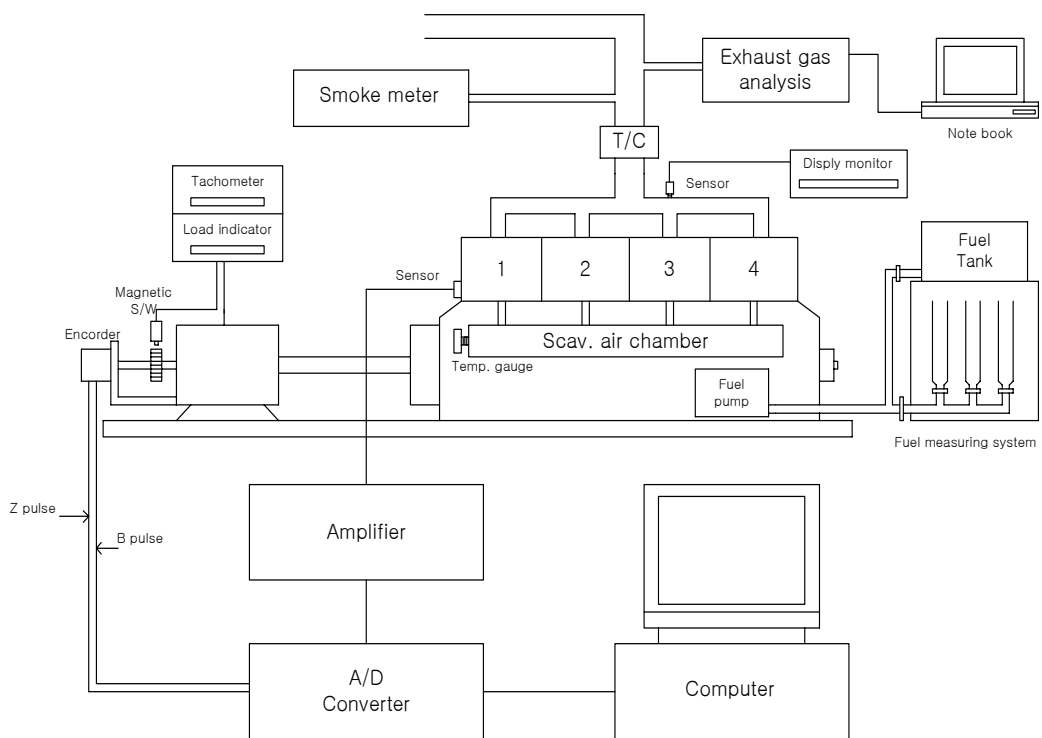 Exhaust gas
analysis
Smoke meter
Note book
T/C
Disply monitor
Tachometer
Sensor
Load indicator
Fuel
Tank
Sensor
1
2
3
4
Magnetic
S/W
Encorder
Scav. air chamber
Temp. gauge
Fuel
pump
Fuel measuring system
Z pulse
B pulse
Amplifier
A/D
Converter
Computer